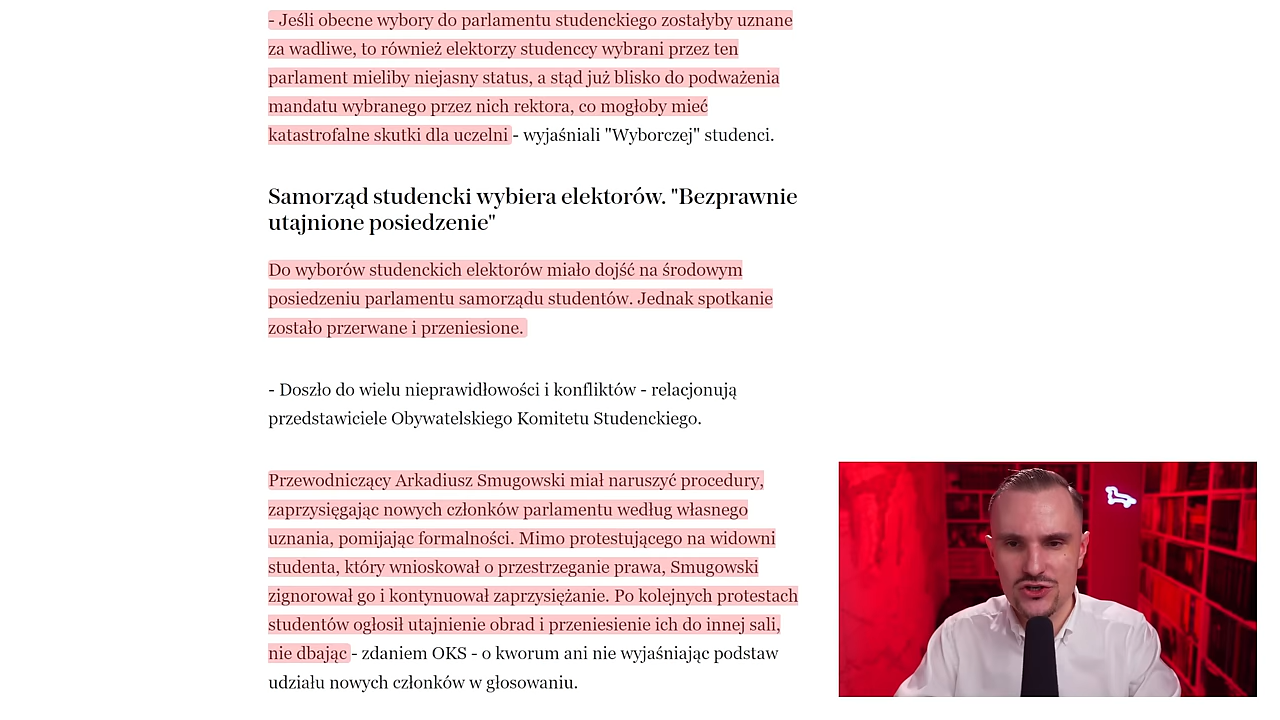 - Jeśli obecne wybory do parlamentu studenckiego zostałyby uznane
za wadliwe, to również elektorzy studenccy wybrani przez ten
parlament mieliby niejasny status, a stąd już blisko do podważenia
mandatu wybranego przez nich rektora, co mogłoby mieć
katastrofalne skutki dla uczelni - wyjaśniali "Wyborczej" studenci.
Samorząd studencki wybiera elektorów. "Bezprawnie
utajnione posiedzenie"
Do wyborów studenckich elektorów miało dojść na środowym
posiedzeniu parlamentu samorządu studentów. Jednak spotkanie
zostało przerwane i przeniesione.
- Doszło do wielu nieprawidłowości i konfliktów - relacjonują
przedstawiciele Obywatelskiego Komitetu Studenckiego.
Przewodniczący Arkadiusz Smugowski miał naruszyć procedury,
zaprzysięgając nowych członków parlamentu według własnego
uznania, pomijając formalności. Mimo protestującego na widowni
studenta, który wnioskował o przestrzeganie prawa, Smugowski
zignorował go i kontynuował zaprzysiężanie. Po kolejnych protestach
studentów ogłosił utajnienie obrad i przeniesienie ich do innej sali,
nie dbając - zdaniem OKS - o kworum ani nie wyjaśniając podstaw
udziału nowych członków w głosowaniu.